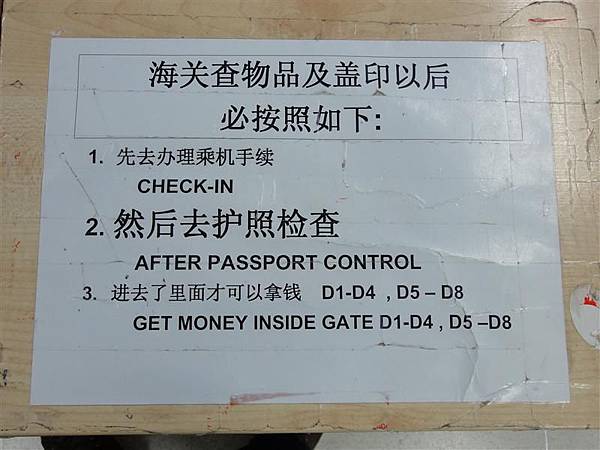 海关查物品及盖印以后
必按照如下:
1. 先去办理乘机手续
CHECK-IN
2. 然后去护照检查
AFTER PASSPORT CONTROL
3. 进去了里面才可以拿钱 D1-D4 , D5 – D8
GET MONEY INSIDE GATE D1-D4 , D5 –D8